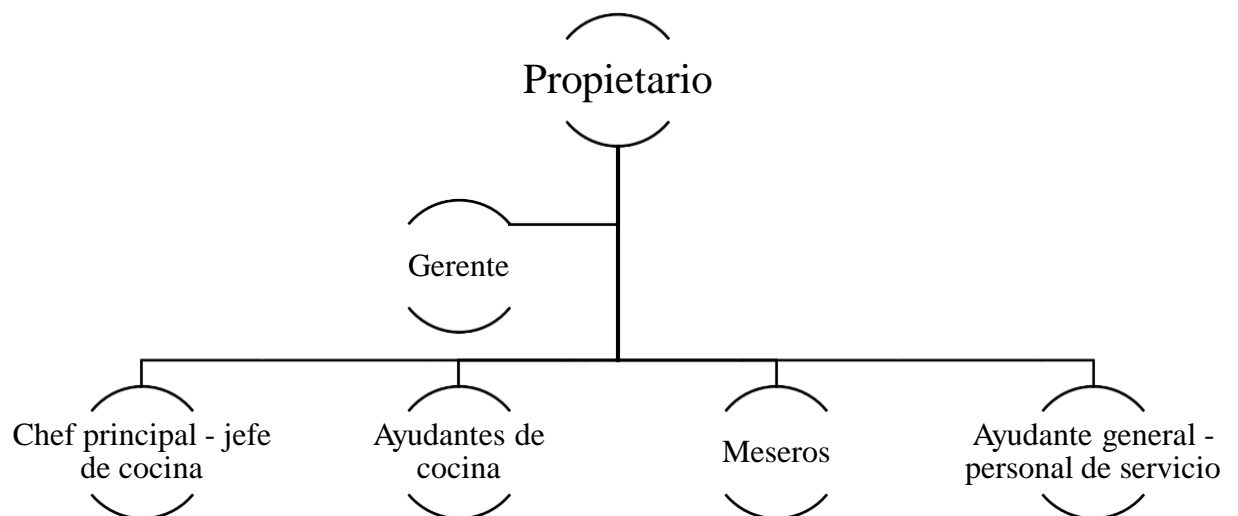 Propietario
Gerente
Chef principal - jefe
de cocina
Ayudantes de
cocina
Meseros
Ayudante general -
personal de servicio